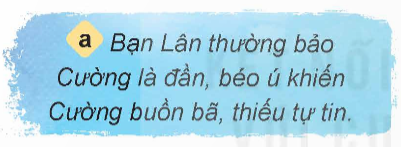 a Bạn Lân thường bảo
Cường là đần, béo ú khiến
Cường buồn bã, thiếu tự tin.